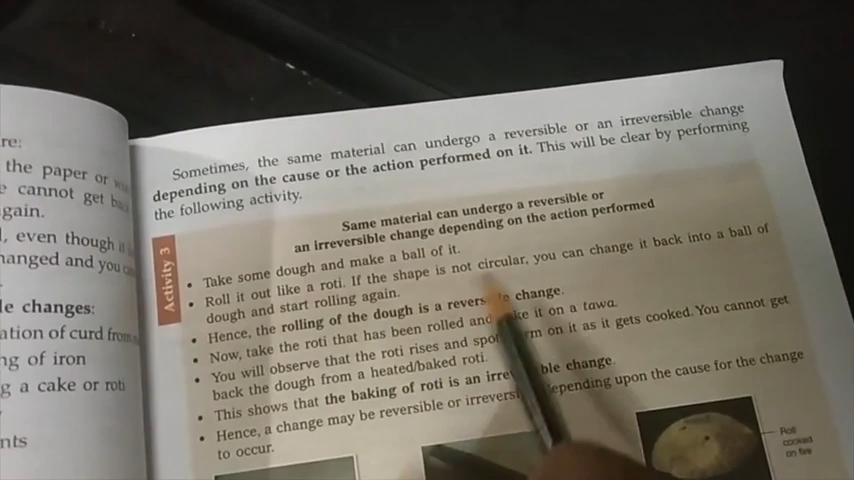 re:
the paper or
cannot get
gain.
, even though
anged and you
le changes:
ation of curd from
ng of iron
g a cake or roti
nts
Sometimes, the same material can undergo a reversible or an irreversible change
depending on the cause or the action performed on it. This will be clear by performing
the following activity.
Activity 3
Same material can undergo a reversible or
an irreversible change depending on the action performed
• Take some dough and make a ball of it.
• Roll it out like a roti. If the shape is not circular, you can change it back into a ball of
dough and start rolling again.
• Hence, the rolling of the dough is a change.
• Now, take the roti that has been rolled and it on a tawa.
• You will observe that the roti rises and on it as it gets cooked. You cannot get
back the dough from a heated/baked roti.
• This shows that the baking of roti is an change.
• Hence, a change may be reversible or depending upon the cause for the change
to occur.
Roti
cooked
on fire